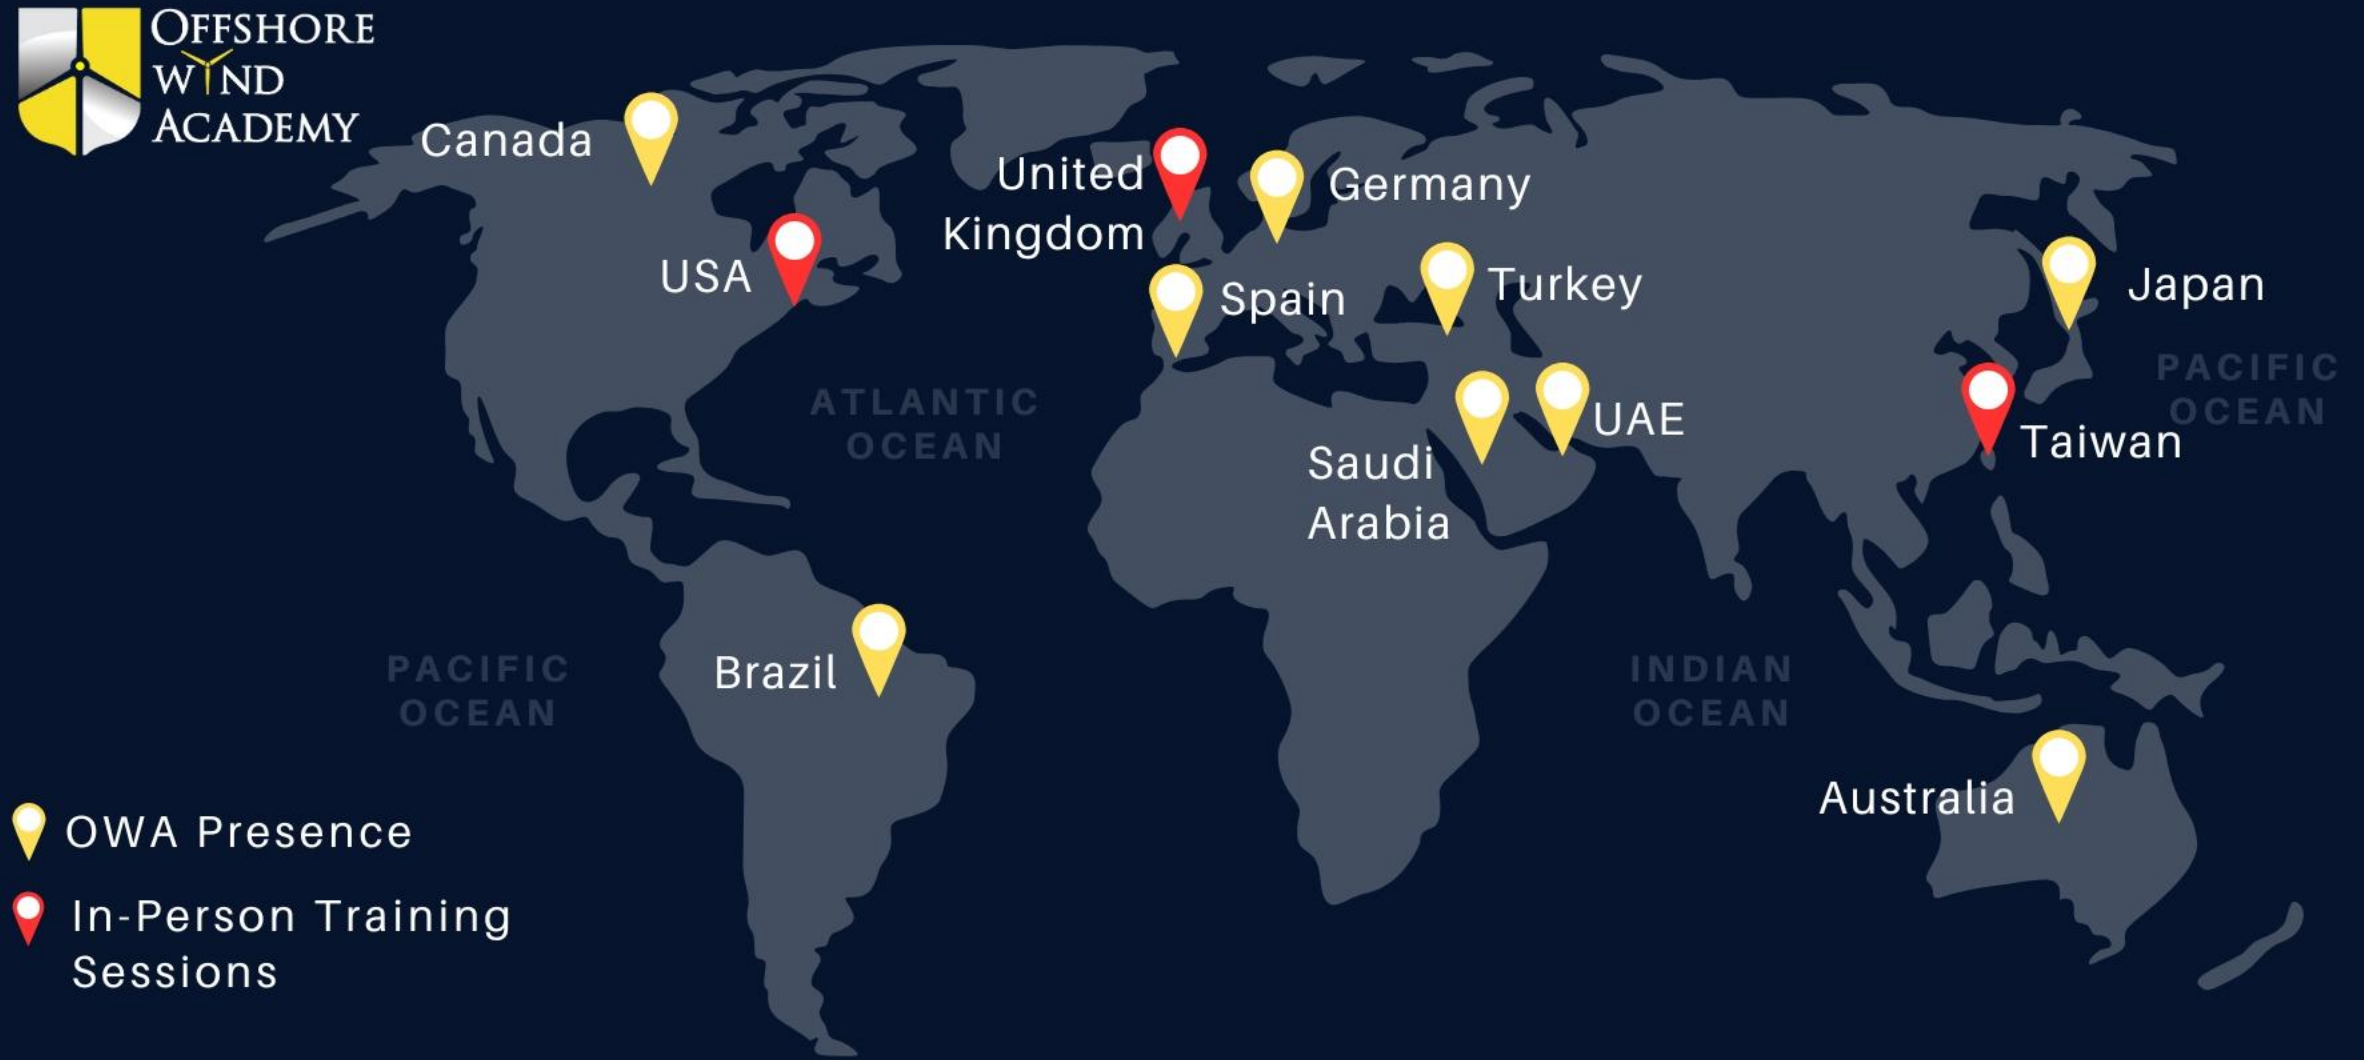 OFFSHORE
WIND
ACADEMY
Canada
United
Kingdom
Germany
USA
Spain
Turkey
Japan
PACIFIC
OCEAN
ATLANTIC
OCEAN
UAE
Saudi
Arabia
Taiwan
Brazil
PACIFIC
OCEAN
INDIAN
OCEAN
Australia
OWA Presence
In-Person Training
Sessions